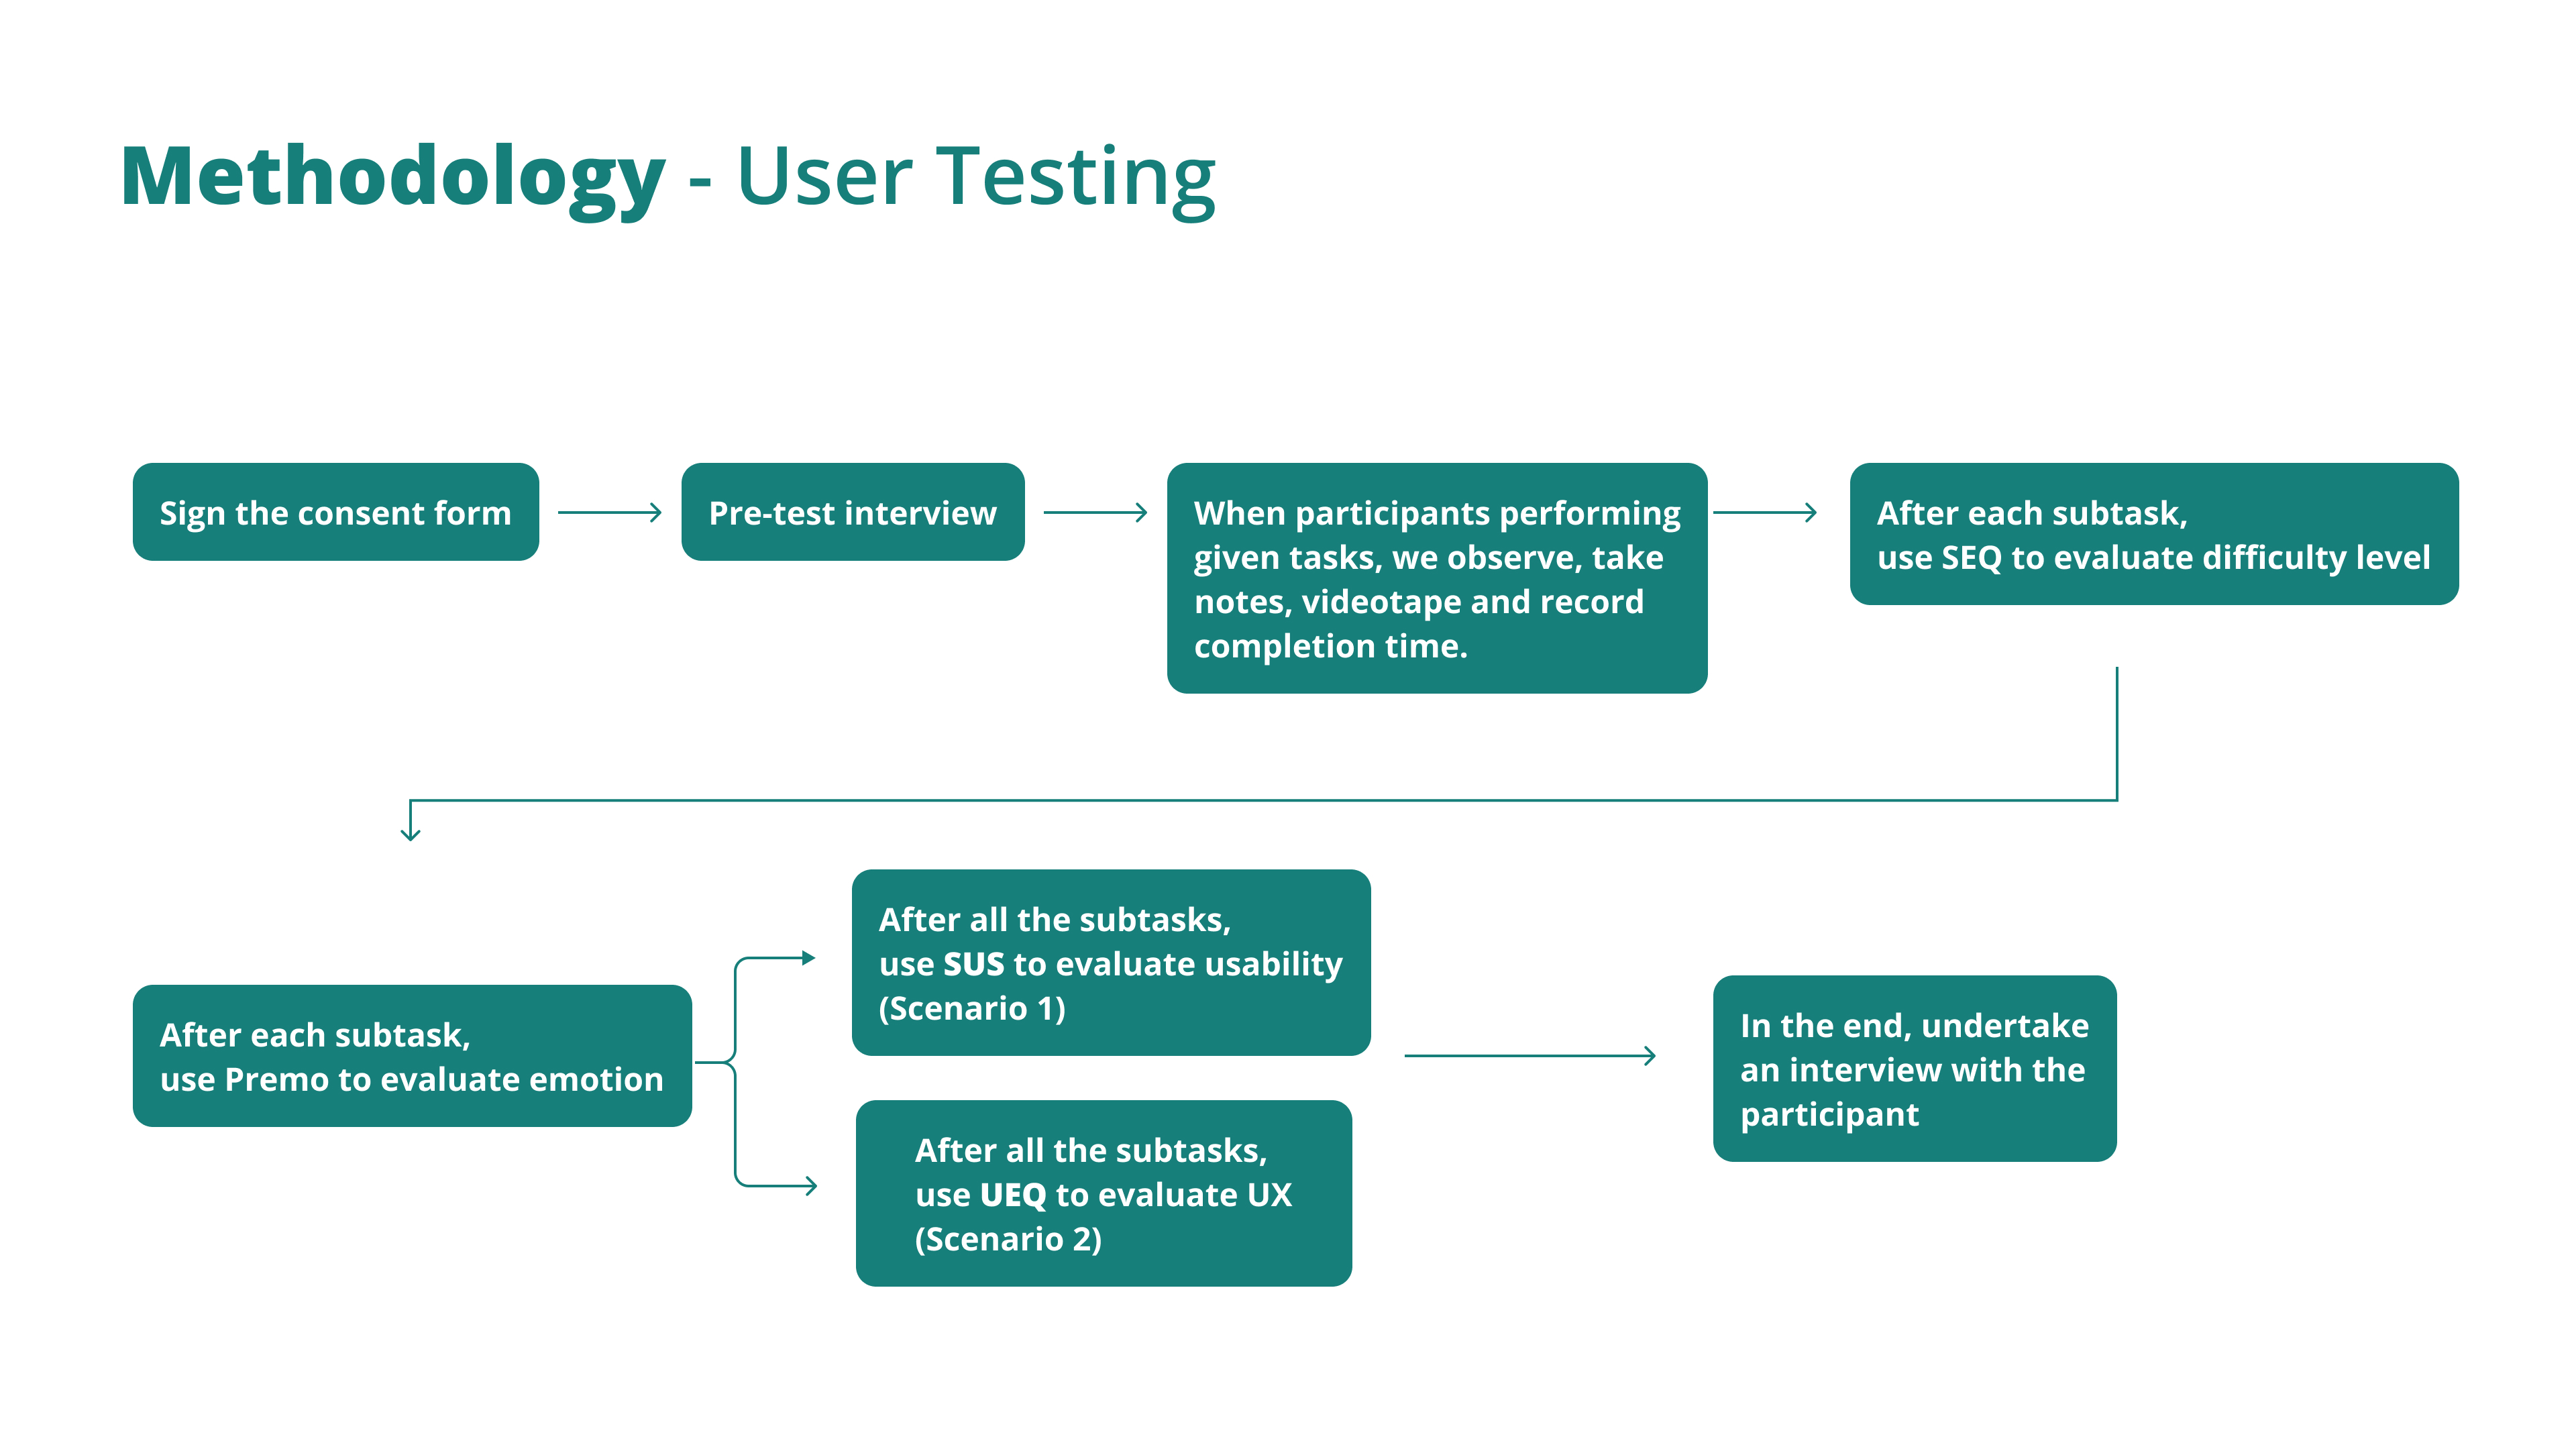 Methodology - User Testing
Sign the consent form
Pre-test interview
When participants performing
given tasks, we observe, take
notes, videotape and record
completion time.
After each subtask,
use SEQ to evaluate difficulty level
After each subtask,
use Premo to evaluate emotion
After all the subtasks,
use SUS to evaluate usability
(Scenario 1)
After all the subtasks,
use UEQ to evaluate UX
(Scenario 2)
In the end, undertake
an interview with the
participant